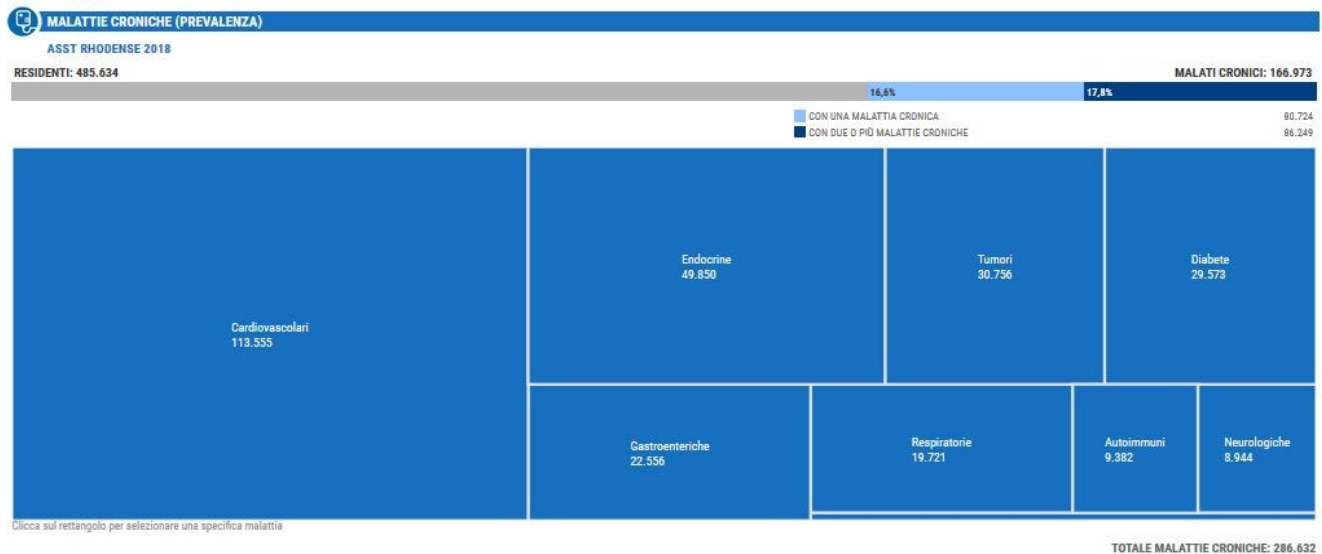 MALATTIE CRONICHE (PREVALENZA)
ASST RHODENSE 2018
RESIDENTI: 485.634
MALATI CRONICI: 166.973
16,6%
17,8%
CON UNA MALATTIA CRONICA
80.724
CON DUE O PIÙ MALATTIE CRONICHE
86.249
Cardiovascolari
113.555
Endocrine
49.850
Tumori
30.756
Diabete
29.573
Gastroenteriche
22.556
Respiratorie
19.721
Autoimmuni
9.382
Neurologiche
8.944
Clicca sul rettangolo per selezionare una specifica malattia
TOTALE MALATTIE CRONICHE: 286.632